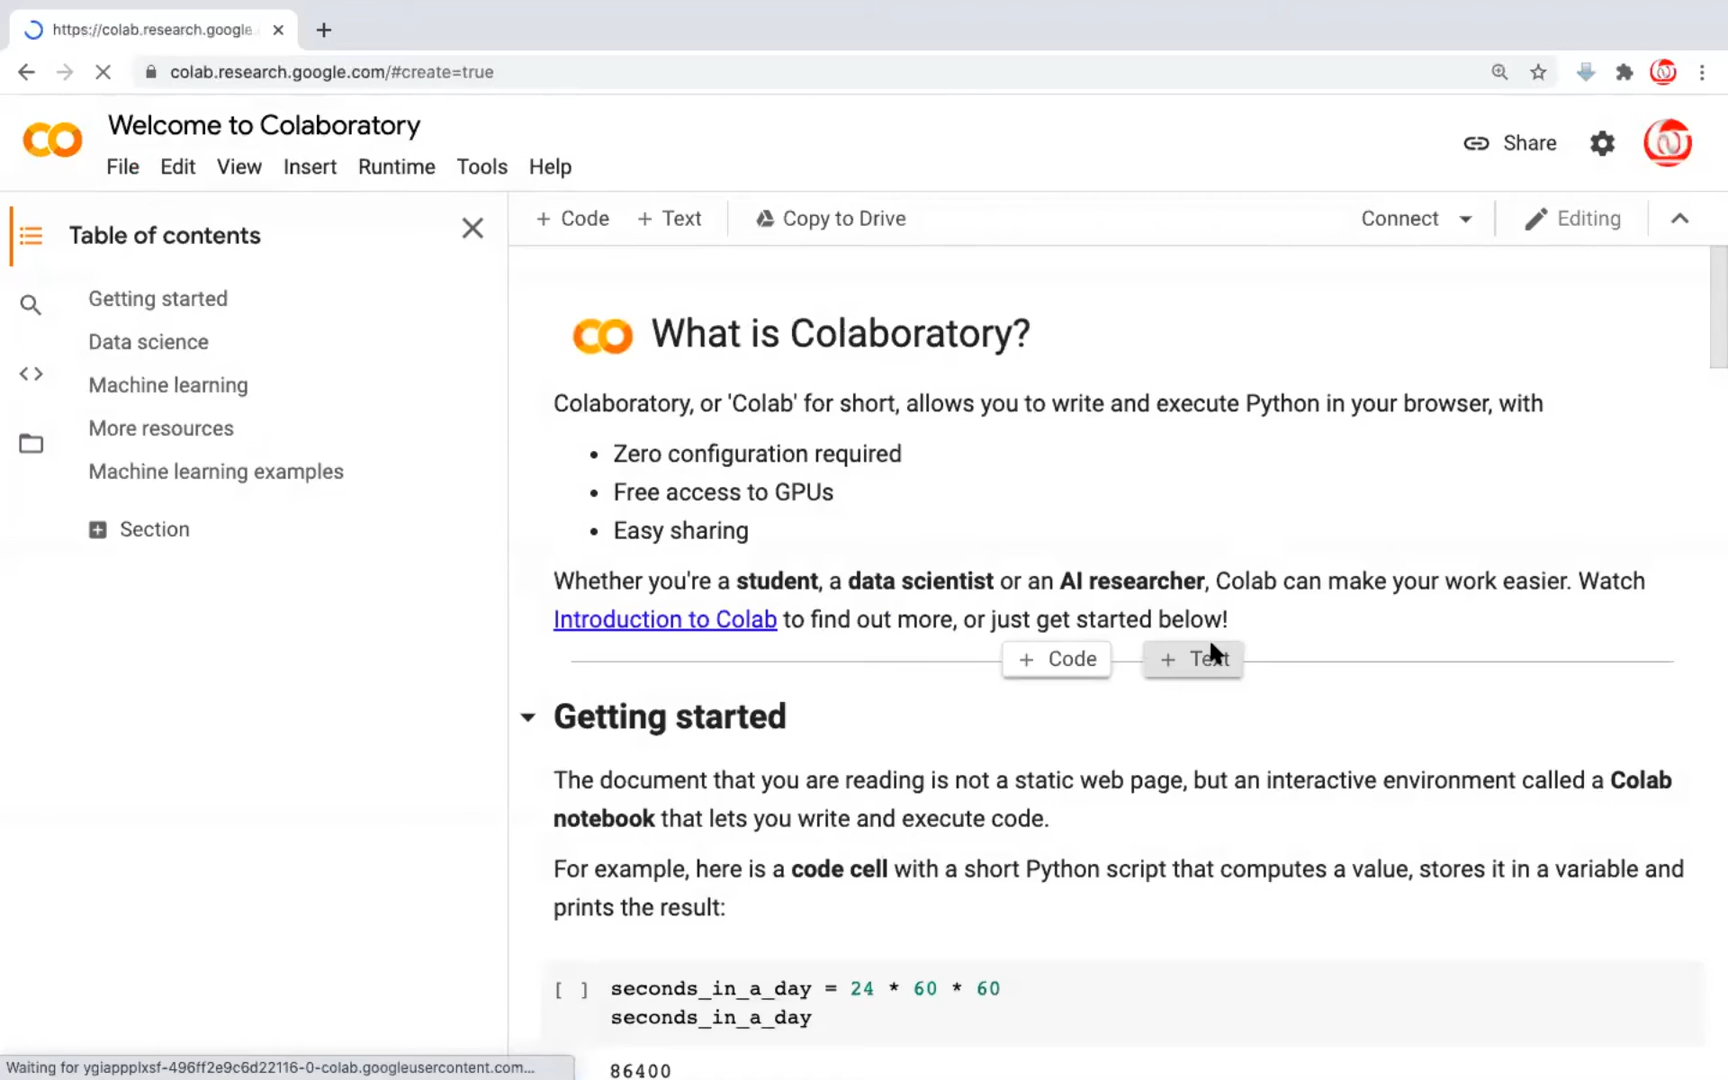 https://colab.research.google.
colab.research.google.com/#create=true
Welcome to Colaboratory
File Edit View Insert Runtime Tools Help
Share
Table of contents
+ Code + Text Copy to Drive Connect Editing
Getting started
Data science
Machine learning
More resources
Machine learning examples
Section
What is Colaboratory?
Colaboratory, or 'Colab' for short, allows you to write and execute Python in your browser, with
• Zero configuration required
• Free access to GPUs
• Easy sharing
Whether you're a student, a data scientist or an AI researcher, Colab can make your work easier. Watch
Introduction to Colab to find out more, or just get started below!
+ Code + Text
Getting started
The document that you are reading is not a static web page, but an interactive environment called a Colab
notebook that lets you write and execute code.
For example, here is a code cell with a short Python script that computes a value, stores it in a variable and
prints the result:
[ ] seconds_in_a_day = 24 * 60 * 60
seconds_in_a_day
86400
Waiting for ygiappplxsf-496ff2e9c6d22116-0-colab.googleusercontent.com...